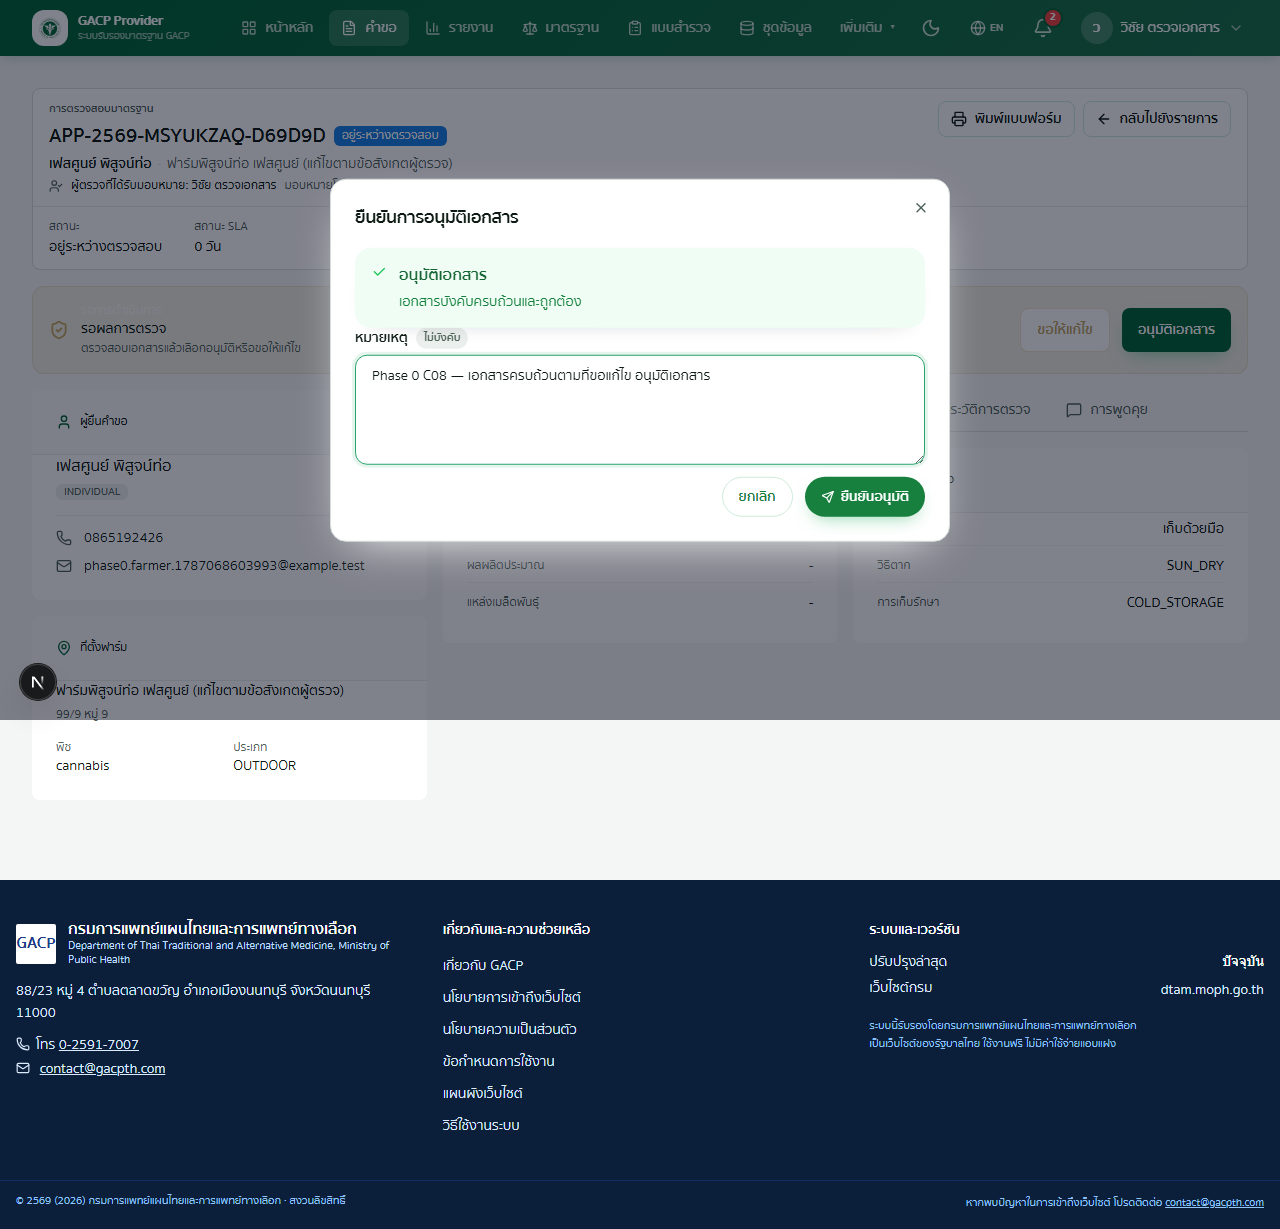 GACP Provider
ระบบรับรองมาตรฐาน GACP
หน้าหลัก
คำขอ
รายงาน
มาตรฐาน
แบบสำรวจ
ชุดข้อมูล
เพิ่มเติม
EN
2
ว
วิชัย ตรวจเอกสาร
การตรวจสอบมาตรฐาน
APP-2569-MSYUKZAQ-D69D9D
อยู่ระหว่างตรวจสอบ
พิมพ์แบบฟอร์ม
กลับไปยังรายการ
เฟสศูนย์ พิสูจน์ท่อ · ฟาร์มพิสูจน์ท่อ เฟสศูนย์ (แก้ไขตามข้อสังเกตผู้ตรวจ)
ผู้ตรวจที่ได้รับมอบหมาย: วิชัย ตรวจเอกสาร
สถานะ
อยู่ระหว่างตรวจสอบ
สถานะ SLA
0 วัน
รอผลการตรวจ
ตรวจสอบเอกสารแล้วเลือกอนุมัติหรือขอให้แก้ไข
ขอให้แก้ไข
อนุมัติเอกสาร
ยืนยันการอนุมัติเอกสาร
อนุมัติเอกสาร
เอกสารบังคับครบถ้วนและถูกต้อง
หมายเหตุ
ไม่บังคับ
Phase 0 C08 — เอกสารครบถ้วนตามที่ขอแก้ไข อนุมัติเอกสาร
ยกเลิก
ยืนยันอนุมัติ
การพูดคุย
ผู้ยื่นคำขอ
เฟสศูนย์ พิสูจน์ท่อ
INDIVIDUAL
0865192426
phase0.farmer.1787068603993@example.test
ผลผลิตประมาณ
-
แหล่งเมล็ดพันธุ์
-
เก็บด้วยมือ
วิธีตาก
SUN_DRY
การเก็บรักษา
COLD_STORAGE
ที่ตั้งฟาร์ม
ฟาร์มพิสูจน์ท่อ เฟสศูนย์ (แก้ไขตามข้อสังเกตผู้ตรวจ)
99/9 หมู่ 9
พืช
cannabis
ประเภท
OUTDOOR
N
GACP
กรมการแพทย์แผนไทยและการแพทย์ทางเลือก
Department of Thai Traditional and Alternative Medicine, Ministry of
Public Health
88/23 หมู่ 4 ตำบลตลาดขวัญ อำเภอเมืองนนทบุรี จังหวัดนนทบุรี
11000
โทร 0-2591-7007
contact@gacpth.com
เกี่ยวกับและความช่วยเหลือ
เกี่ยวกับ GACP
นโยบายการเข้าถึงเว็บไซต์
นโยบายความเป็นส่วนตัว
ข้อกำหนดการใช้งาน
แผนผังเว็บไซต์
วิธีใช้งานระบบ
ระบบและเวอร์ชัน
ปรับปรุงล่าสุด
ปัจจุบัน
เว็บไซต์กรม
dtam.moph.go.th
ระบบนี้รับรองโดยกรมการแพทย์แผนไทยและการแพทย์ทางเลือก
เป็นเว็บไซต์ของรัฐบาลไทย ใช้งานฟรี ไม่มีค่าใช้จ่ายแอบแฝง
© 2569 (2026) กรมการแพทย์แผนไทยและการแพทย์ทางเลือก · สงวนลิขสิทธิ์
หากพบปัญหาในการเข้าถึงเว็บไซต์ โปรดติดต่อ contact@gacpth.com